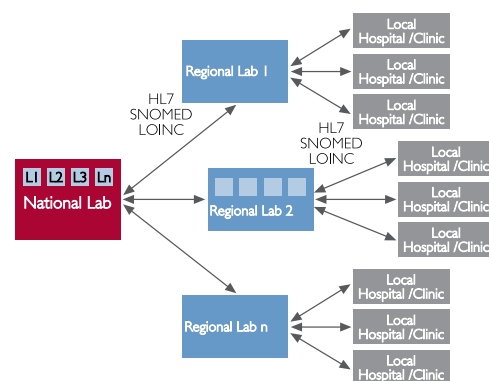 Local
Hospital /Clinic
Regional Lab 1
Local
Hospital /Clinic
HL7
SNOMED
LOINC
Local
Hospital /Clinic
HL7
SNOMED
LOINC
Local
Hospital /Clinic
L1 L2 L3 Ln
National Lab
Regional Lab 2
Local
Hospital /Clinic
Local
Hospital /Clinic
Local
Hospital /Clinic
Regional Lab n
Local
Hospital /Clinic
Local
Hospital /Clinic